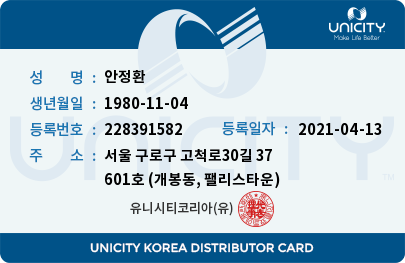 UNICITY
Make Life Better
성 명 : 안정환
생년월일 : 1980-11-04
등록번호 : 228391582 등록일자 : 2021-04-13
주 소 : 서울 구로구 고척로30길 37
601호 (개봉동, 팰리스타운)
유니시티코리아(유)
UNICITY
TM
UNICITY KOREA DISTRIBUTOR CARD